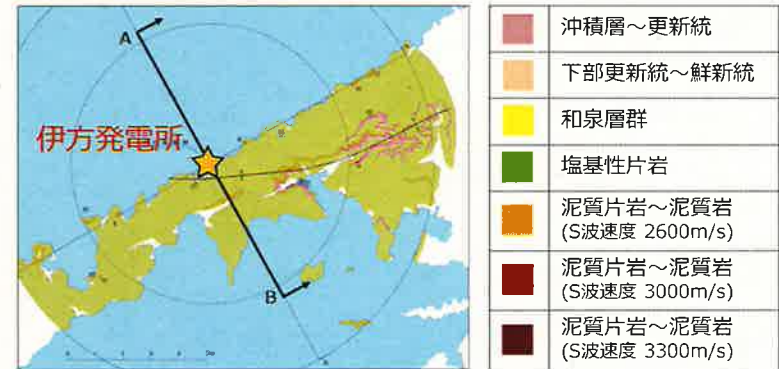 A
伊方発電所
B
沖積層～更新統
下部更新統～鮮新統
和泉層群
塩基性片岩
泥質片岩～泥質岩
(S波速度 2600m/s)
泥質片岩～泥質岩
(S波速度 3000m/s)
泥質片岩～泥質岩
(S波速度 3300m/s)